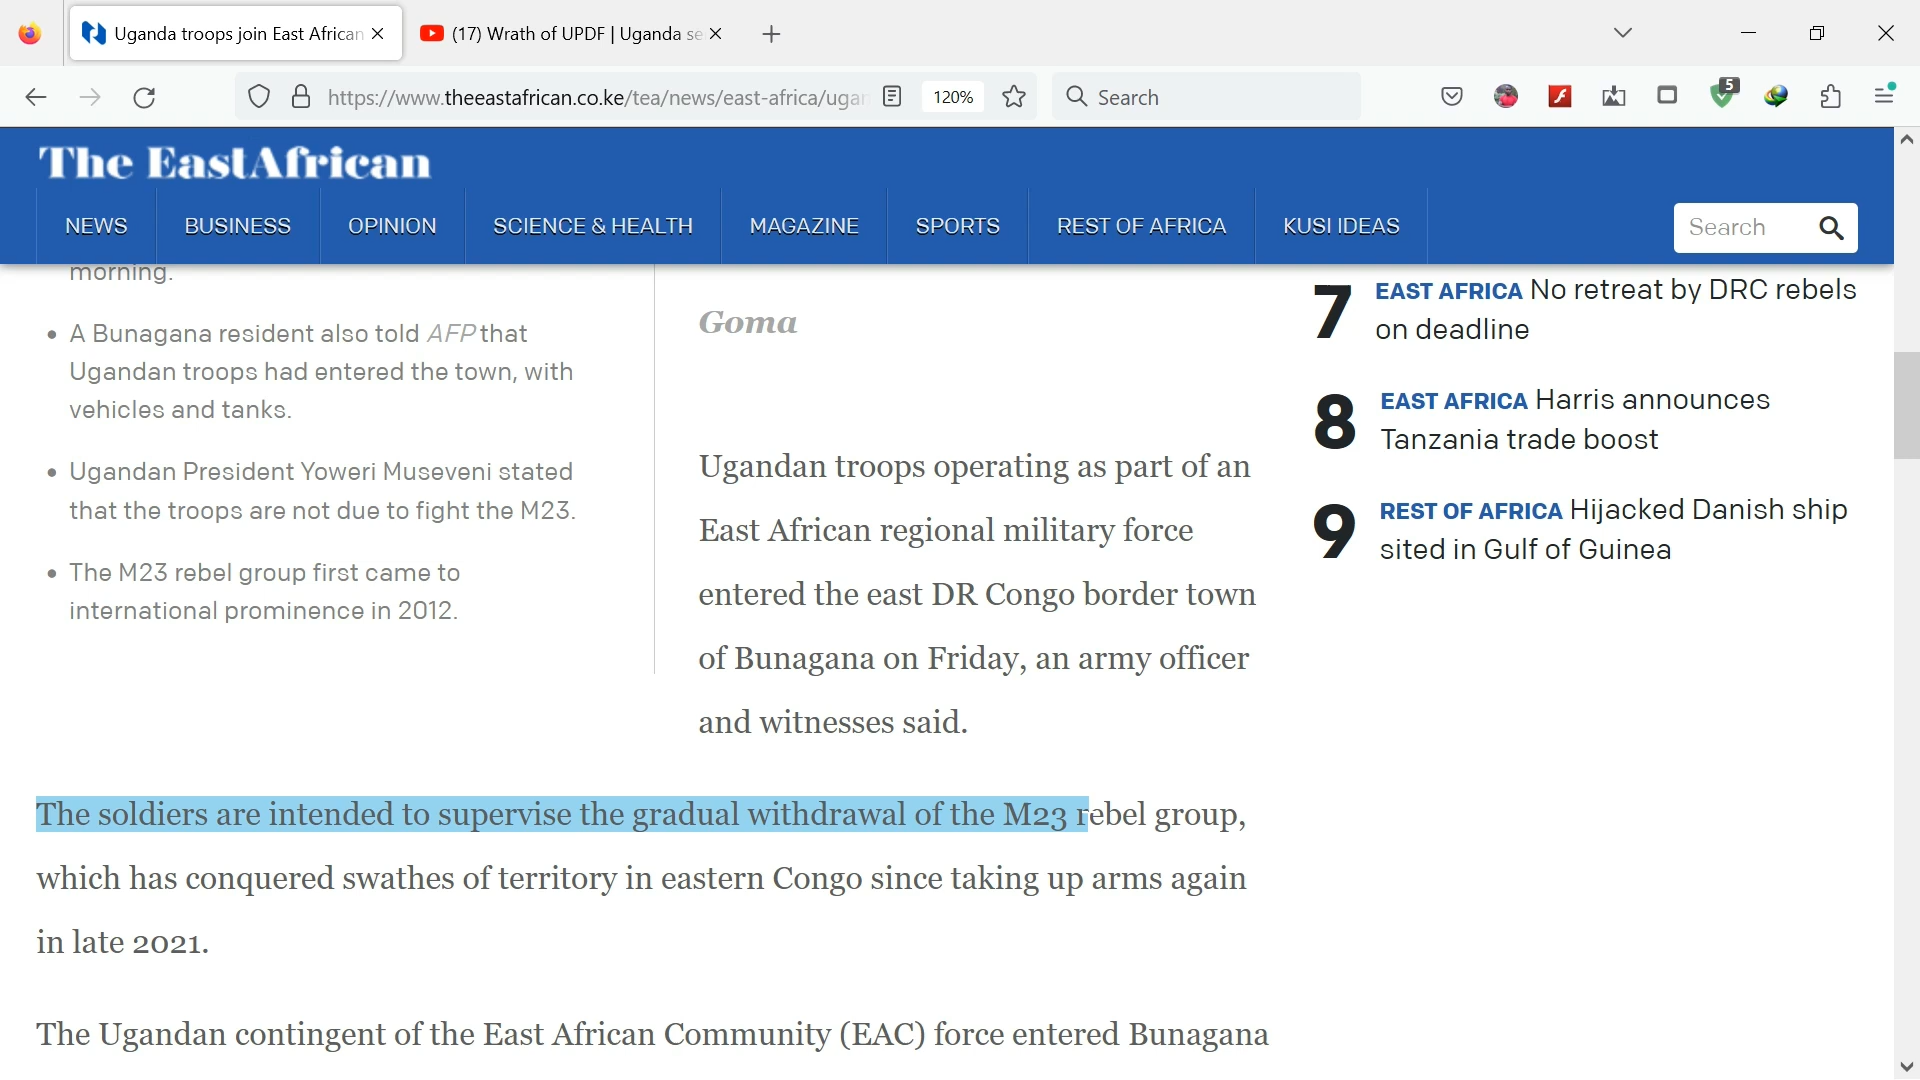 Uganda troops join East African
(17) Wrath of UPDF | Uganda se
https://www.theeastafrican.co.ke/tea/news/east-africa/ugan
120%
Search
5
The EastAfrican
NEWS
BUSINESS
OPINION
SCIENCE & HEALTH
MAGAZINE
SPORTS
REST OF AFRICA
KUSI IDEAS
Search
morning.
• A Bunagana resident also told AFP that
Ugandan troops had entered the town, with
vehicles and tanks.
• Ugandan President Yoweri Museveni stated
that the troops are not due to fight the M23.
• The M23 rebel group first came to
international prominence in 2012.
Goma
Ugandan troops operating as part of an
East African regional military force
entered the east DR Congo border town
of Bunagana on Friday, an army officer
and witnesses said.
The soldiers are intended to supervise the gradual withdrawal of the M23 rebel group,
which has conquered swathes of territory in eastern Congo since taking up arms again
in late 2021.
The Ugandan contingent of the East African Community (EAC) force entered Bunagana
7 EAST AFRICA No retreat by DRC rebels
on deadline
8 EAST AFRICA Harris announces
Tanzania trade boost
9 REST OF AFRICA Hijacked Danish ship
sited in Gulf of Guinea